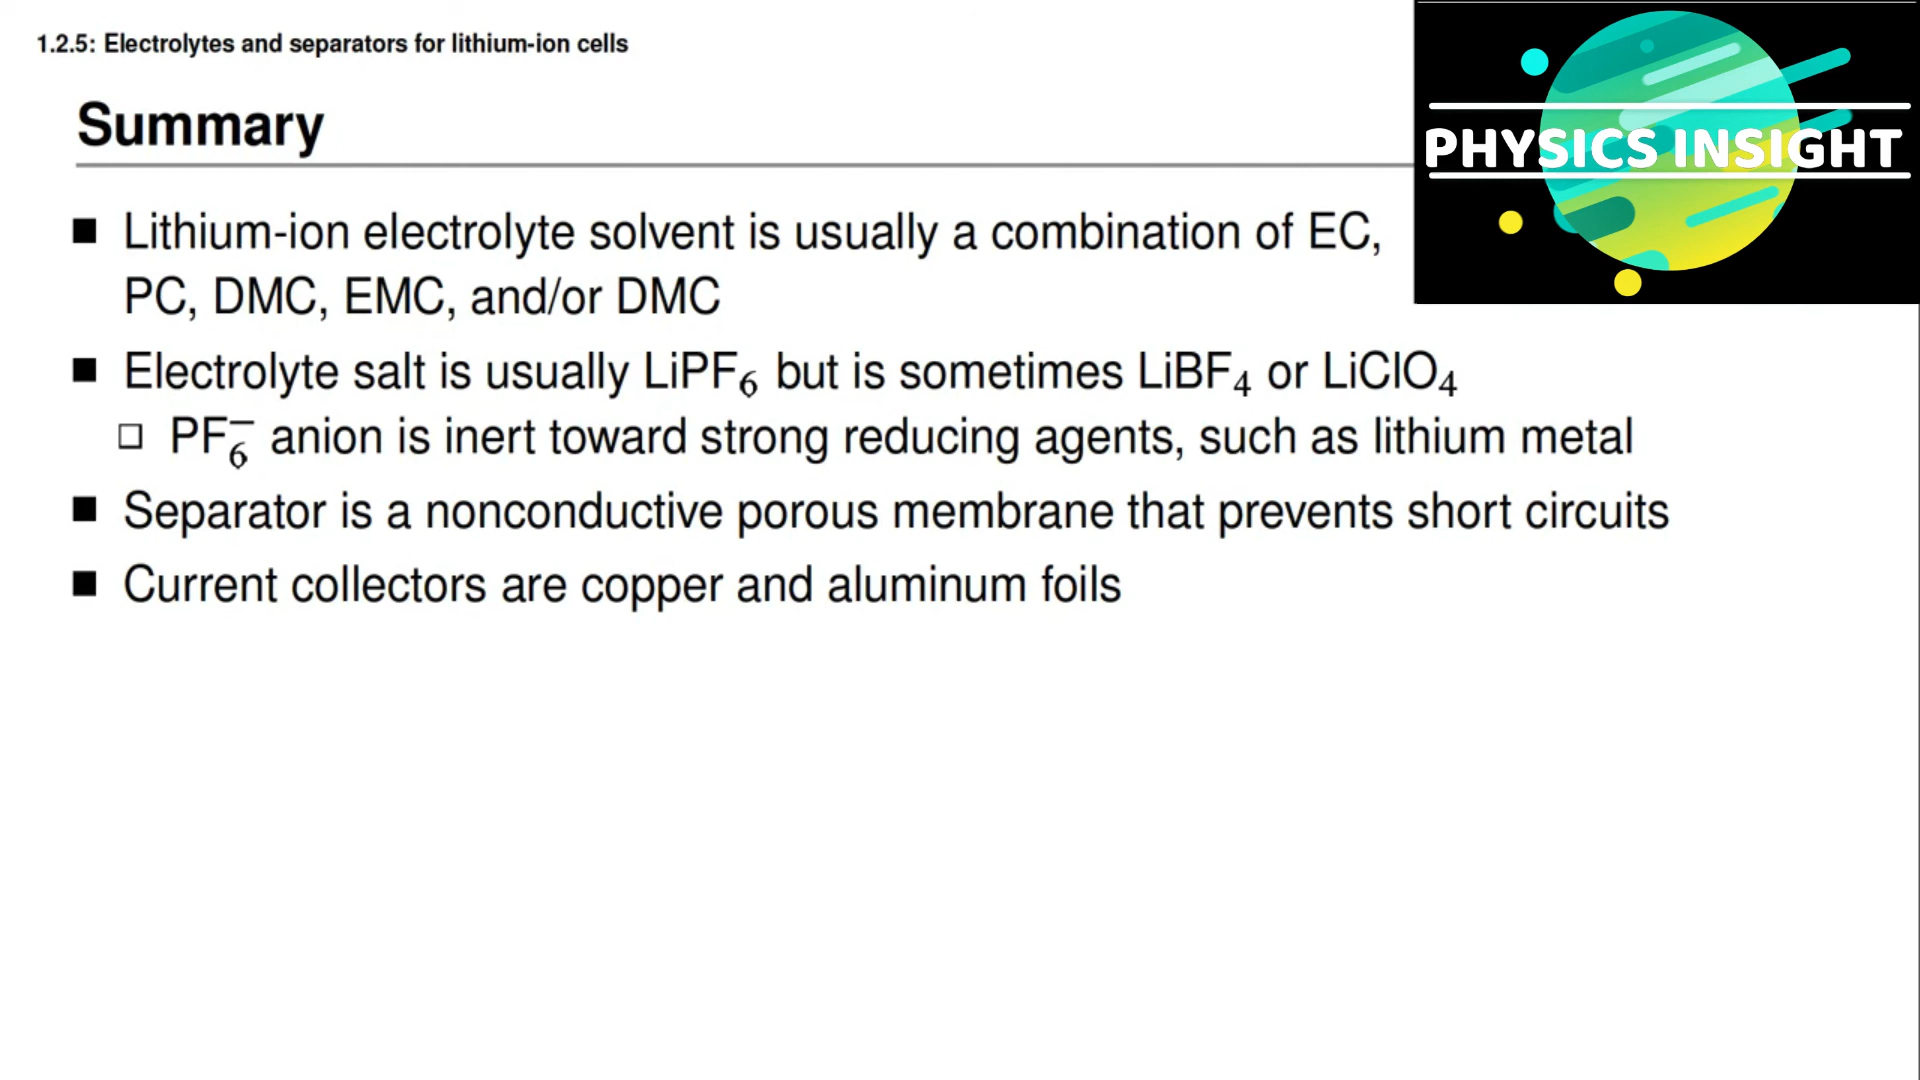 1.2.5: Electrolytes and separators for lithium-ion cells
PHYSICS INSIGHT
Summary
■ Lithium-ion electrolyte solvent is usually a combination of EC,
PC, DMC, EMC, and/or DMC
■ Electrolyte salt is usually LiPF₆ but is sometimes LiBF₄ or LiClO₄
□ PF₆⁻ anion is inert toward strong reducing agents, such as lithium metal
■ Separator is a nonconductive porous membrane that prevents short circuits
■ Current collectors are copper and aluminum foils